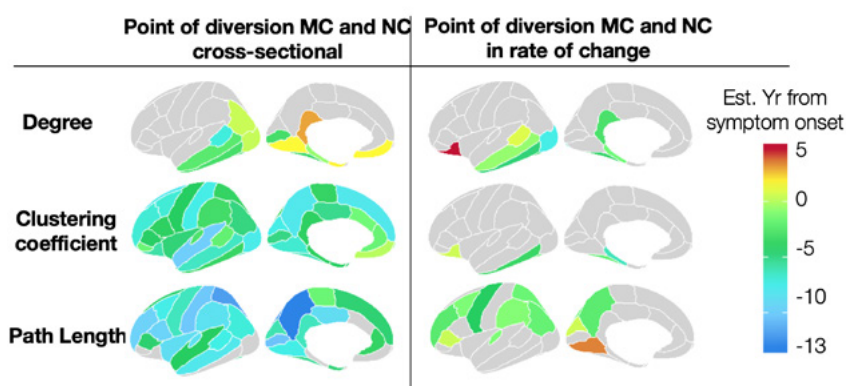 Point of diversion MC and NC
cross-sectional
Point of diversion MC and NC
in rate of change
Est. Yr from
symptom onset
Degree
Clustering
coefficient
Path Length
5
0
-5
-10
-13